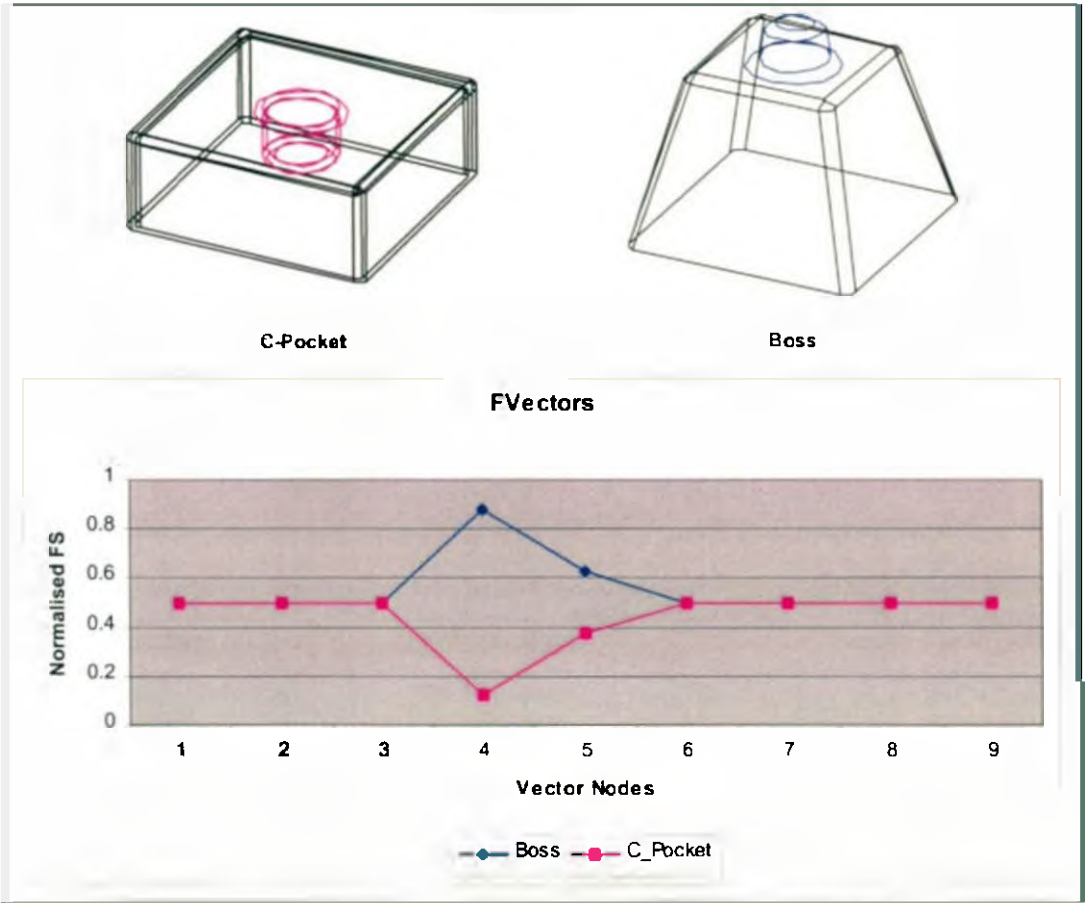 C-Pocket
Boss
FVectors
1
0.8
0.6
0.4
0.2
0
Normalised FS
1 2 3 4 5 6 7 8 9
Vector Nodes
Boss C_Pocket